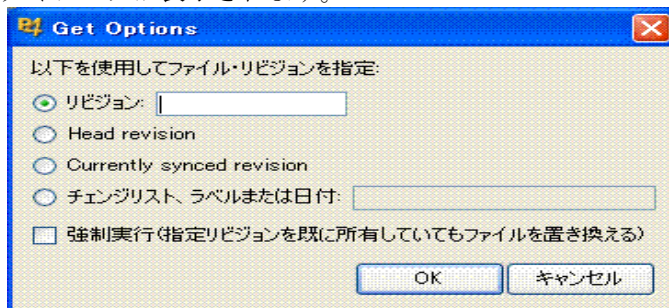 Get Options
以下を使用してファイル・リビジョンを指定:
リビジョン:
Head revision
Currently synced revision
チェンジリスト、ラベルまたは日付:
強制実行(指定リビジョンを既に所有していてもファイルを置き換える)
OK キャンセル